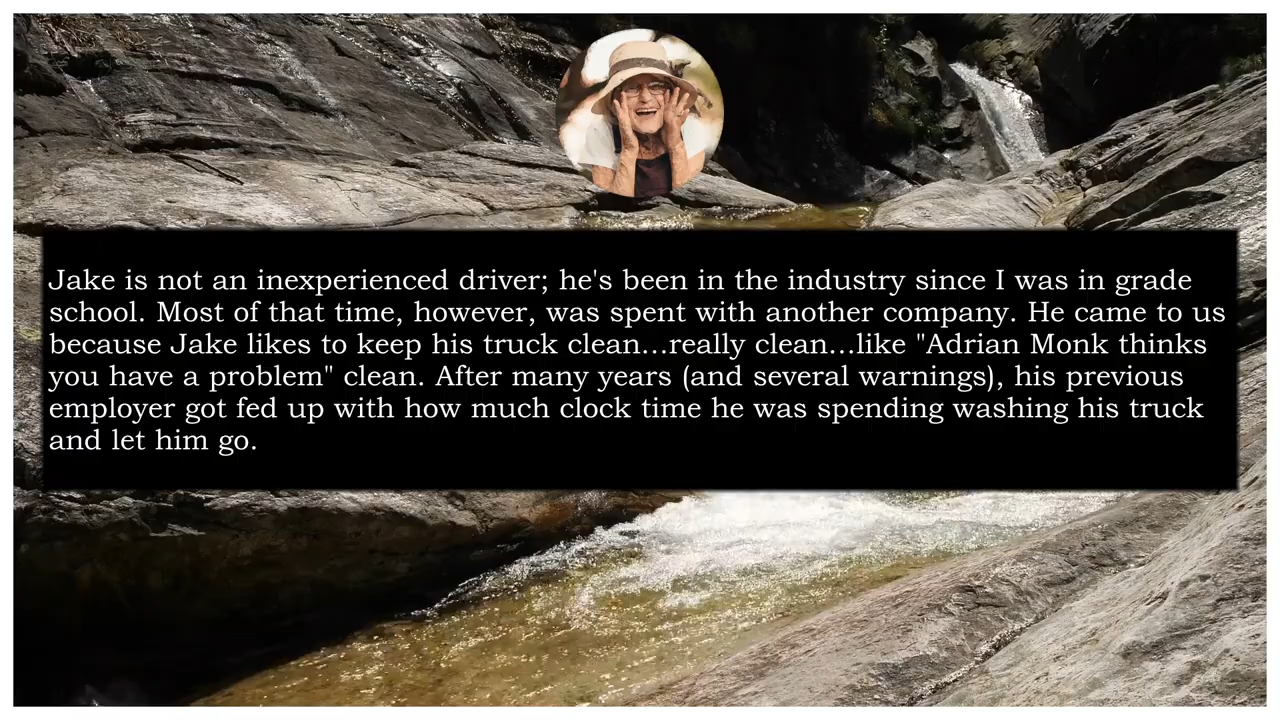 Jake is not an inexperienced driver; he's been in the industry since I was in grade
school. Most of that time, however, was spent with another company. He came to us
because Jake likes to keep his truck clean...really clean...like "Adrian Monk thinks
you have a problem" clean. After many years (and several warnings), his previous
employer got fed up with how much clock time he was spending washing his truck
and let him go.